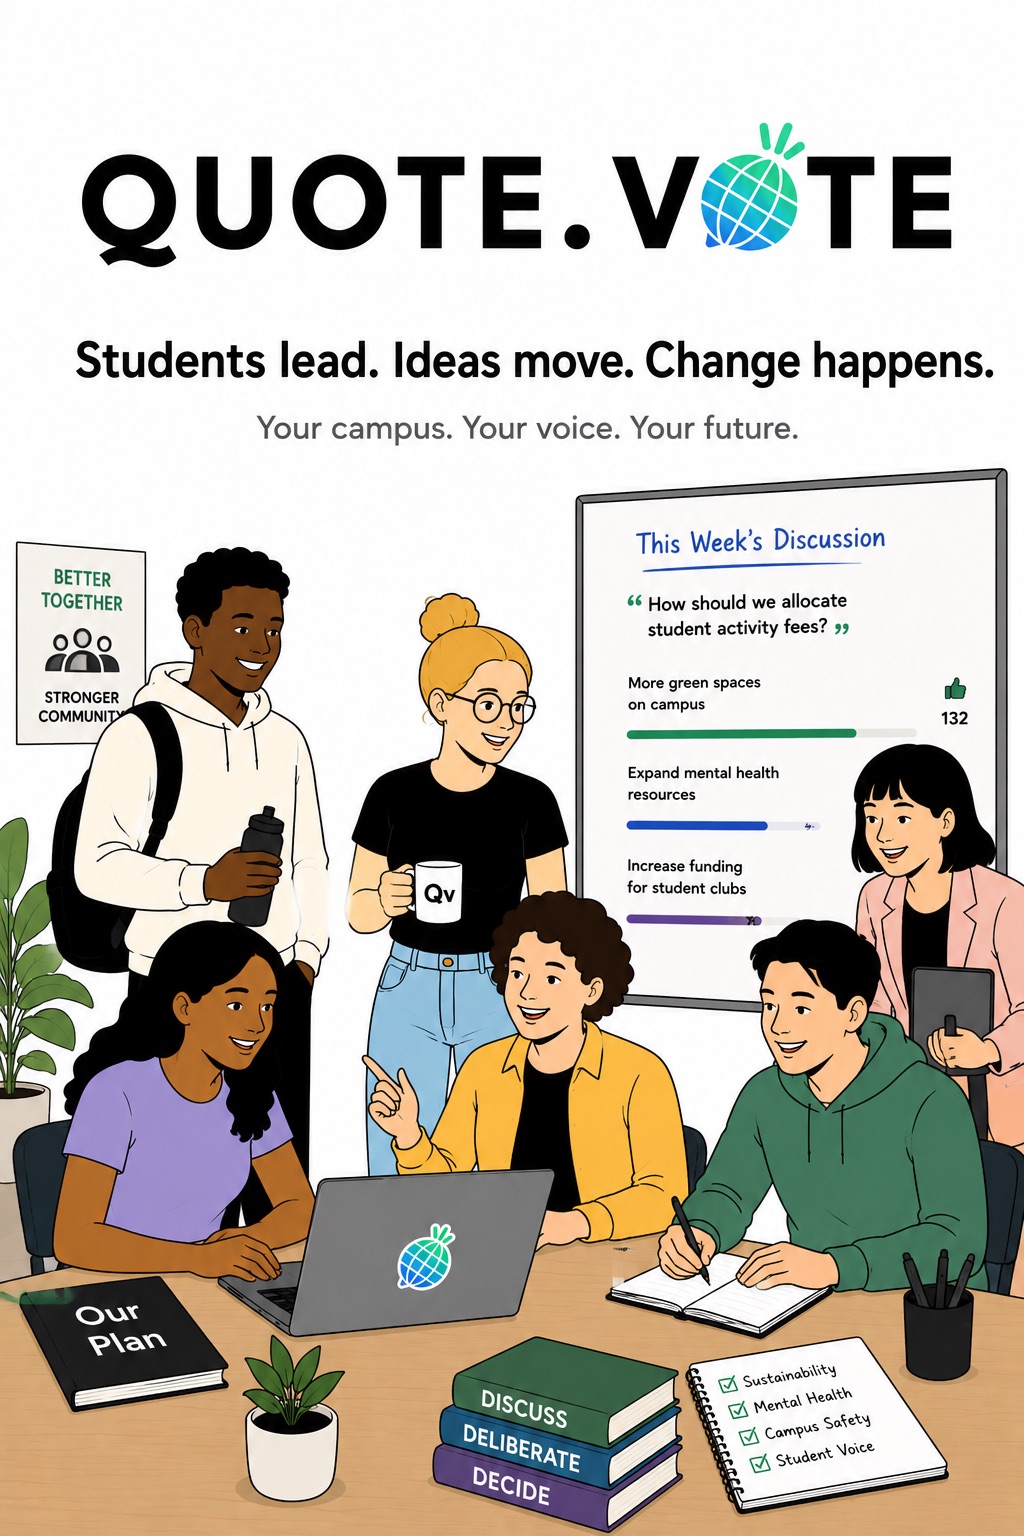 QUOTE.VOTE
Students lead. Ideas move. Change happens.
Your campus. Your voice. Your future.
BETTER
TOGETHER
STRONGER
COMMUNITY
This Week's Discussion
“ How should we allocate
student activity fees? ”
More green spaces
on campus
132
Expand mental health
resources
Increase funding
for student clubs
Qv
Our
Plan
DISCUSS
DELIBERATE
DECIDE
Sustainability
Mental Health
Campus Safety
Student Voice